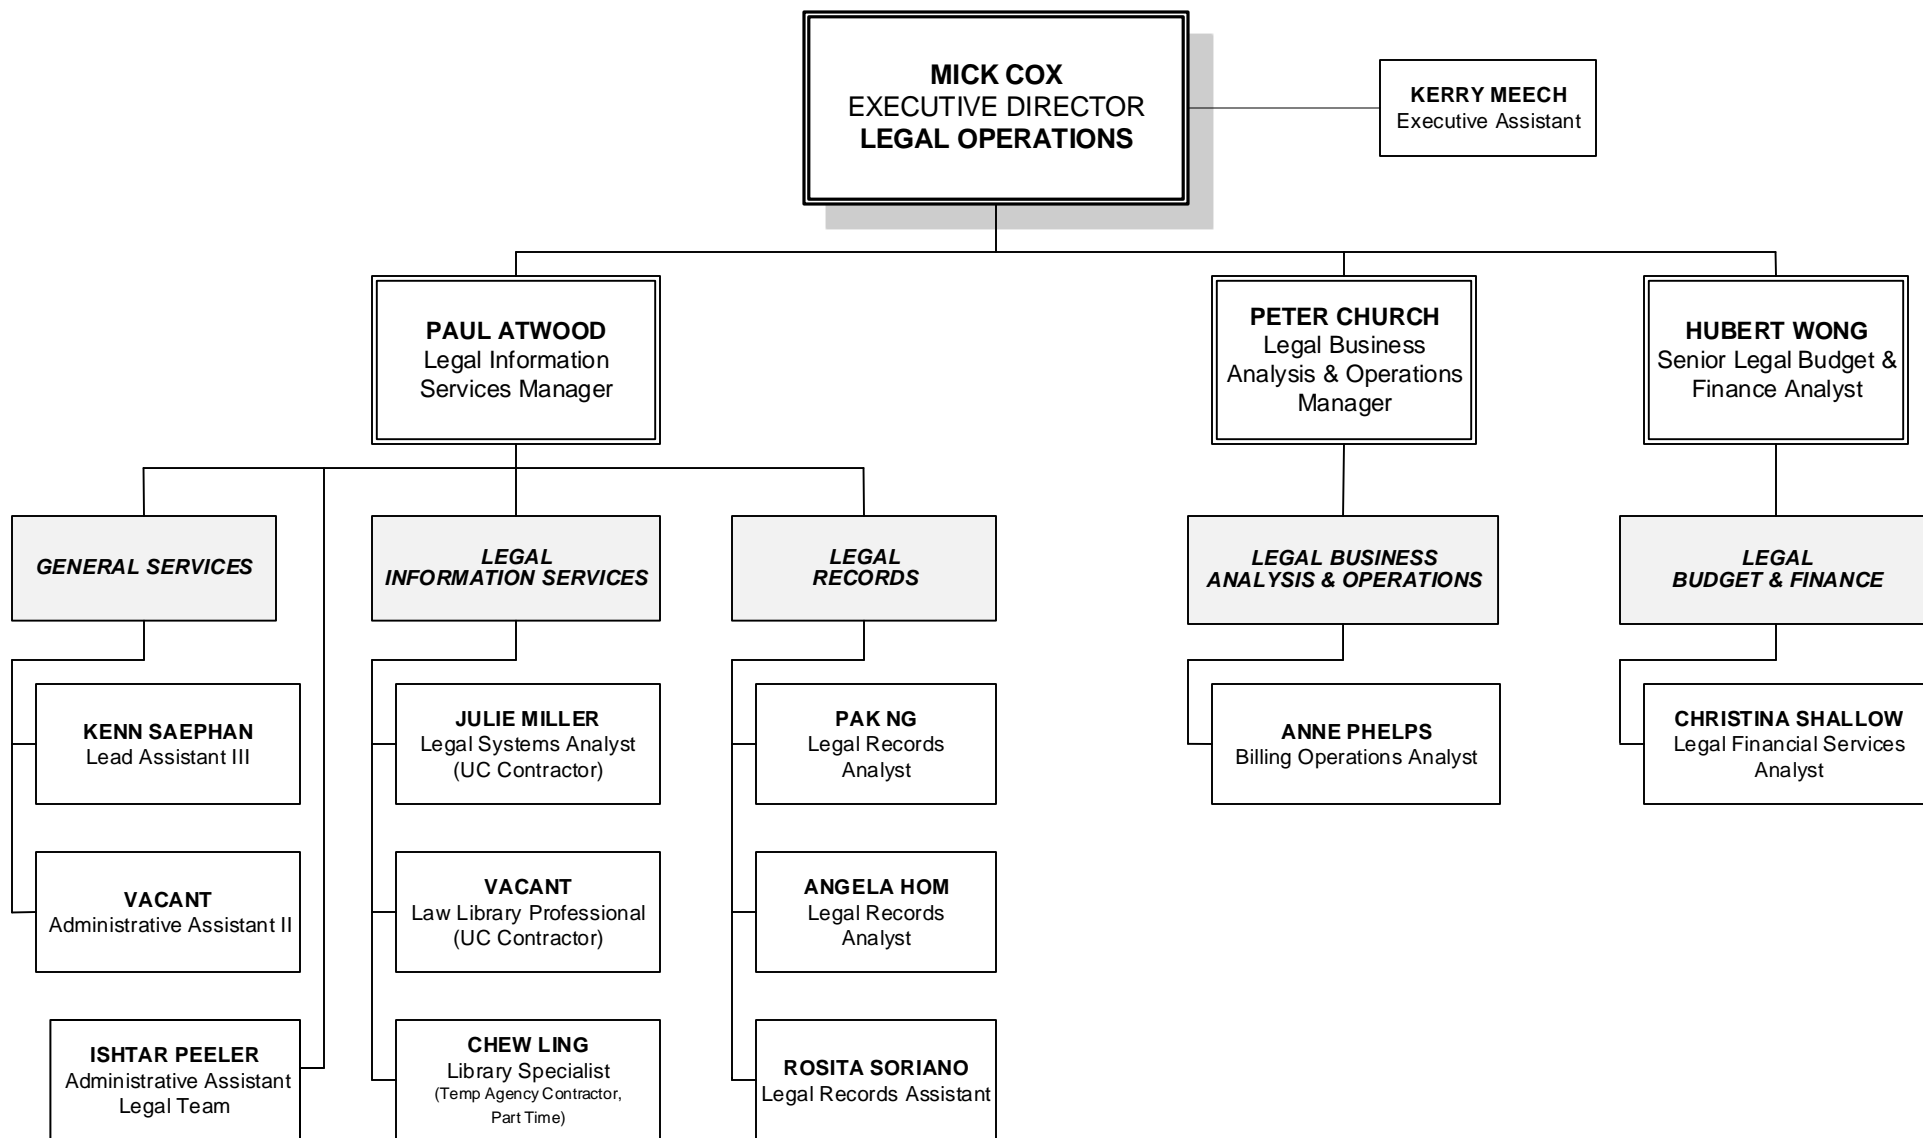 MICK COX
EXECUTIVE DIRECTOR
LEGAL OPERATIONS
KERRY MEECH
Executive Assistant
PAUL ATWOOD
Legal Information
Services Manager
PETER CHURCH
Legal Business
Analysis & Operations
Manager
HUBERT WONG
Senior Legal Budget &
Finance Analyst
GENERAL SERVICES
LEGAL
INFORMATION SERVICES
LEGAL
RECORDS
LEGAL BUSINESS
ANALYSIS & OPERATIONS
LEGAL
BUDGET & FINANCE
KENN SAEPHAN
Lead Assistant III
JULIE MILLER
Legal Systems Analyst
(UC Contractor)
PAK NG
Legal Records
Analyst
ANNE PHELPS
Billing Operations Analyst
CHRISTINA SHALLOW
Legal Financial Services
Analyst
VACANT
Administrative Assistant II
VACANT
Law Library Professional
(UC Contractor)
ANGELA HOM
Legal Records
Analyst
ISHTAR PEELER
Administrative Assistant
Legal Team
CHEW LING
Library Specialist
(Temp Agency Contractor,
Part Time)
ROSITA SORIANO
Legal Records Assistant